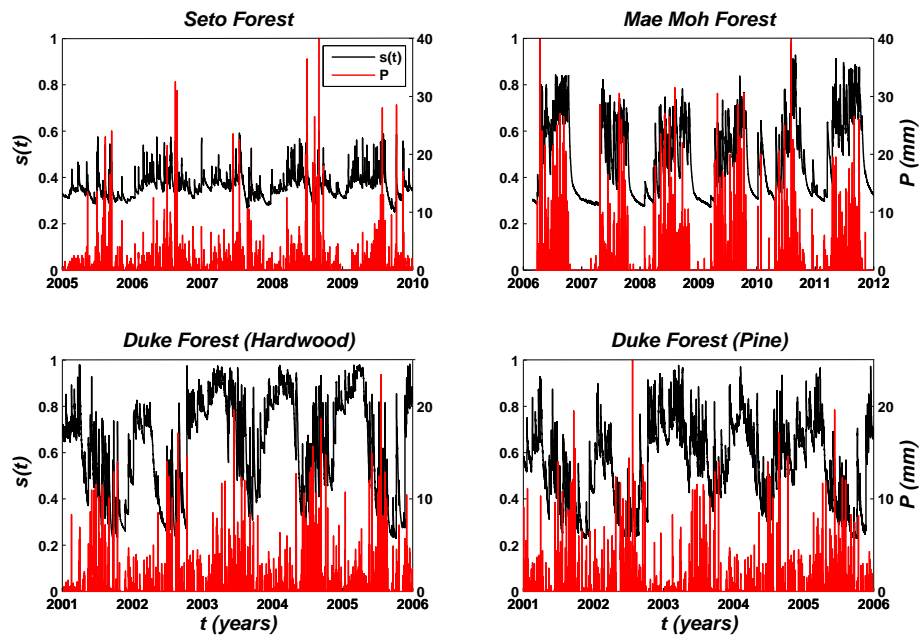 Seto Forest
1
0.8
0.6
0.4
0.2
0
s(t)
40
30
20
10
0
s(t)
P
2005 2006 2007 2008 2009 2010
Mae Moh Forest
1
0.8
0.6
0.4
0.2
0
40
30
20
10
0
P (mm)
2006 2007 2008 2009 2010 2011 2012
Duke Forest (Hardwood)
1
0.8
0.6
0.4
0.2
0
s(t)
20
10
0
2001 2002 2003 2004 2005 2006
t (years)
Duke Forest (Pine)
1
0.8
0.6
0.4
0.2
0
20
10
0
P (mm)
2001 2002 2003 2004 2005 2006
t (years)